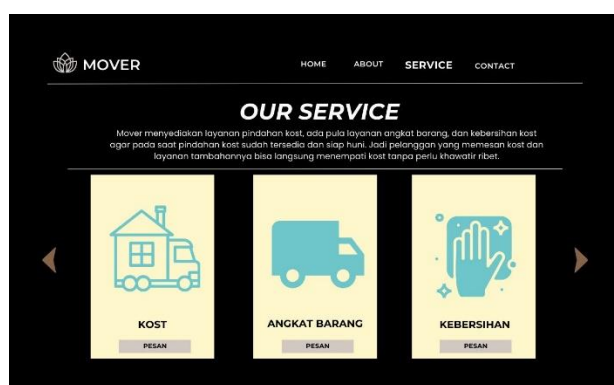 MOVER
HOME ABOUT SERVICE CONTACT
OUR SERVICE
Mover menyediakan layanan pindahan kost, ada pula layanan angkat barang, dan kebersihan kost
agar pada saat pindahan kost sudah tersedia dan siap huni. Jadi pelanggan yang memesan kost dan
layanan tambahannya bisa langsung menempati kost tanpa perlu khawatir ribet.
KOST
PESAN
ANGKAT BARANG
PESAN
KEBERSIHAN
PESAN